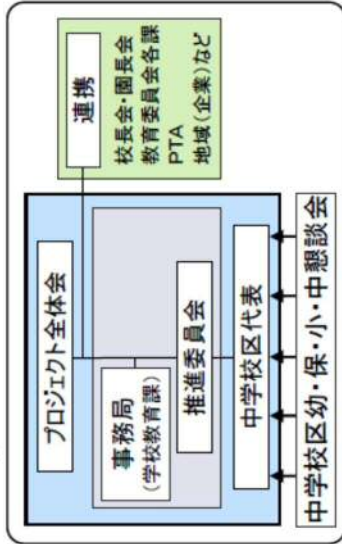 プロジェクト全体会
事務局
(学校教育課)
推進委員会
中学校区代表
中学校区幼・保・小・中懇談会
連携
校長会・園長会
教育委員会各課
PTA
地域(企業)など